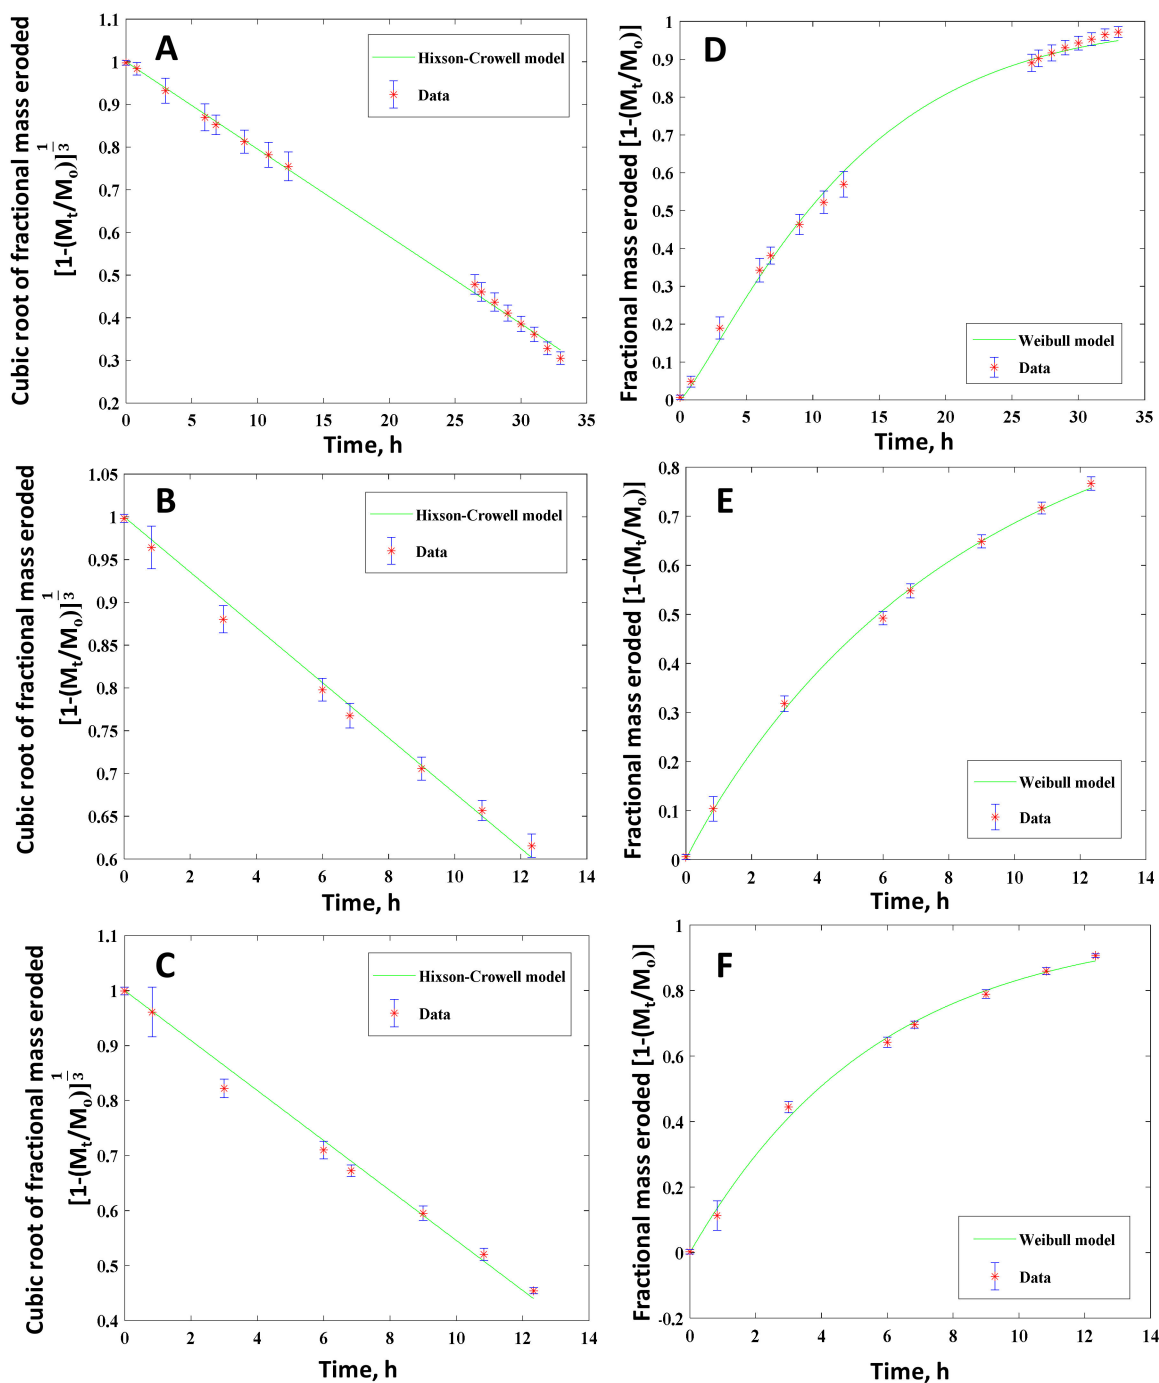 A
Cubic root of fractional mass eroded
[1-(Mt/Mo)]^1/3
1.1
1
0.9
0.8
0.7
0.6
0.5
0.4
0.3
0.2
Hixson-Crowell model
Data
0 5 10 15 20 25 30 35
Time, h
D
Fractional mass eroded [1-(Mt/Mo)]
1
0.9
0.8
0.7
0.6
0.5
0.4
0.3
0.2
0.1
0
Weibull model
Data
0 5 10 15 20 25 30 35
Time, h
B
Cubic root of fractional mass eroded
[1-(Mt/Mo)]^1/3
1.05
1
0.95
0.9
0.85
0.8
0.75
0.7
0.65
0.6
Hixson-Crowell model
Data
0 2 4 6 8 10 12 14
Time, h
E
Fractional mass eroded [1-(Mt/Mo)]
0.8
0.7
0.6
0.5
0.4
0.3
0.2
0.1
0
Weibull model
Data
0 2 4 6 8 10 12 14
Time, h
C
Cubic root of fractional mass eroded
[1-(Mt/Mo)]^1/3
1.1
1
0.9
0.8
0.7
0.6
0.5
0.4
Hixson-Crowell model
Data
0 2 4 6 8 10 12 14
Time, h
F
Fractional mass eroded [1-(Mt/Mo)]
1
0.8
0.6
0.4
0.2
0
-0.2
Weibull model
Data
0 2 4 6 8 10 12 14
Time, h